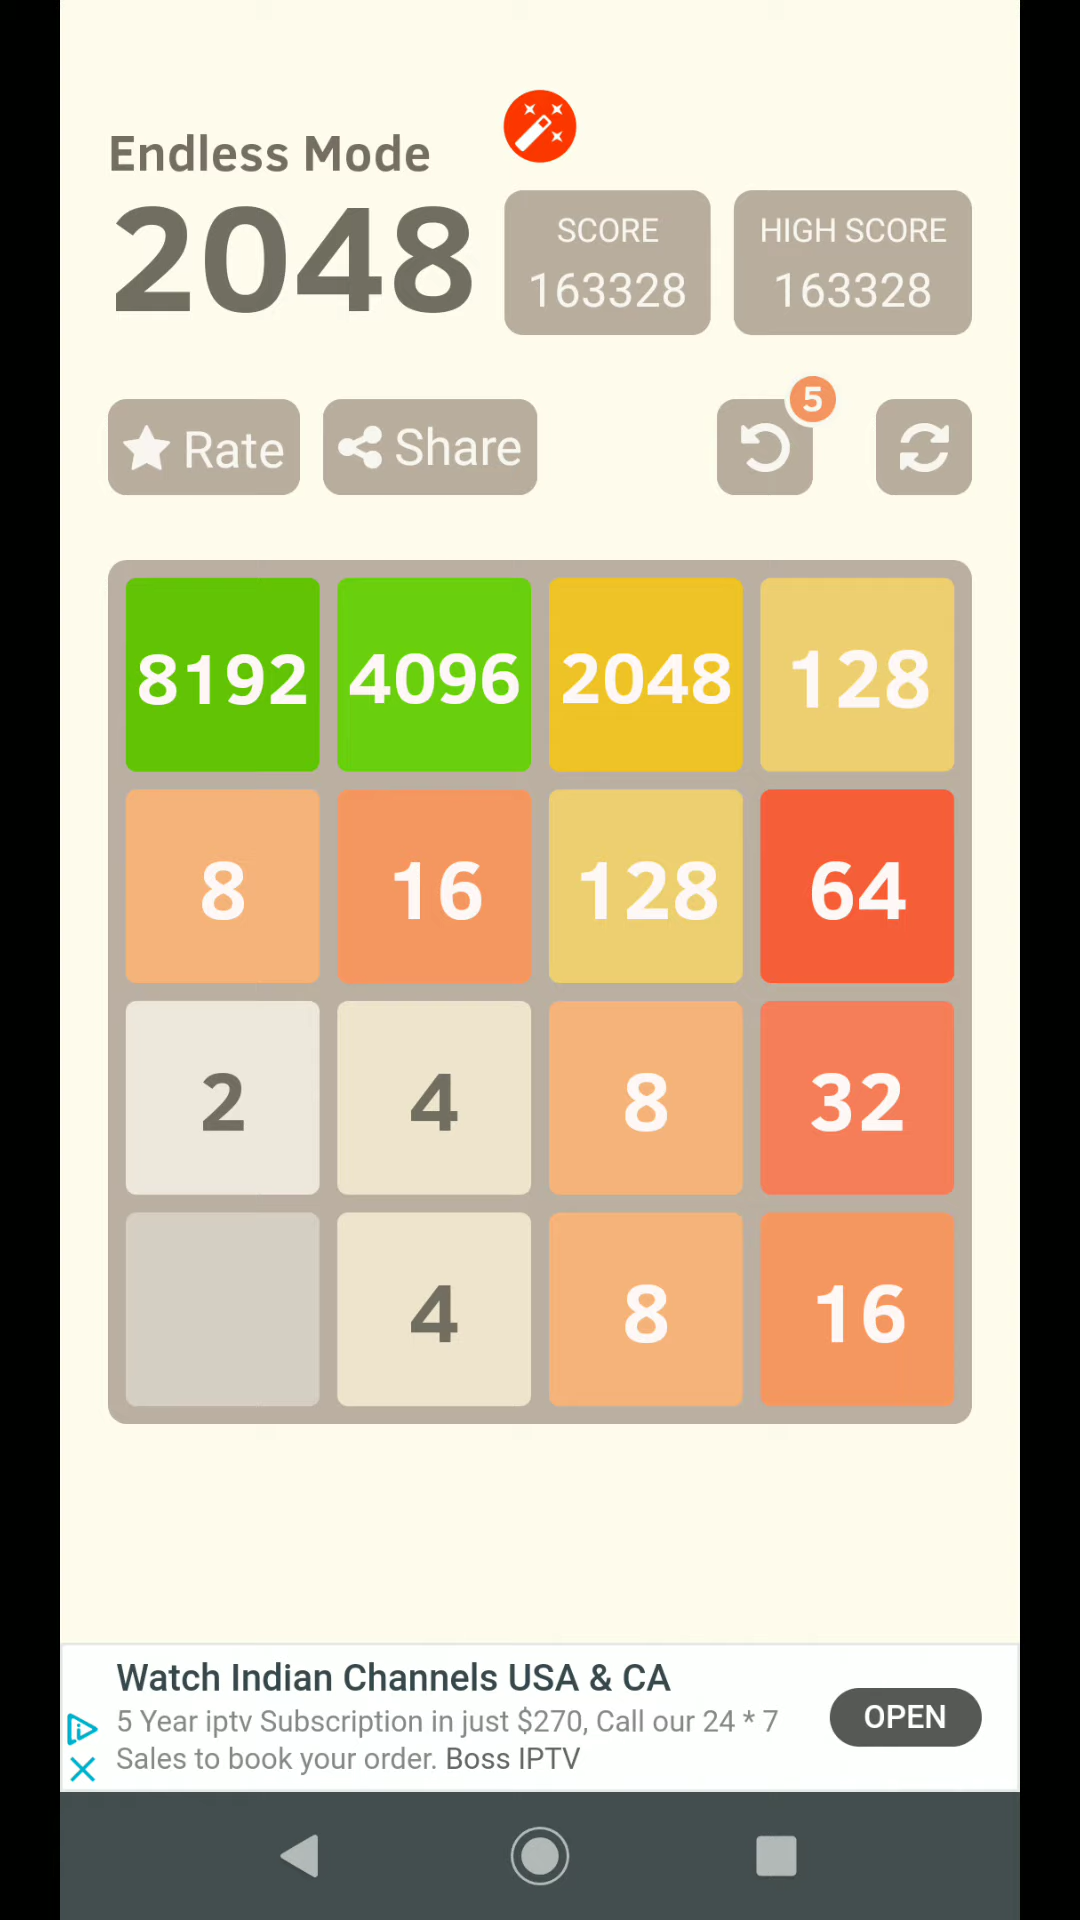 Endless Mode
2048
SCORE
163328
HIGH SCORE
163328
Rate
Share
5
8192 4096 2048 128
8 16 128 64
2 4 8 32
4 8 16
Watch Indian Channels USA & CA
5 Year iptv Subscription in just $270, Call our 24 * 7
Sales to book your order. Boss IPTV
OPEN